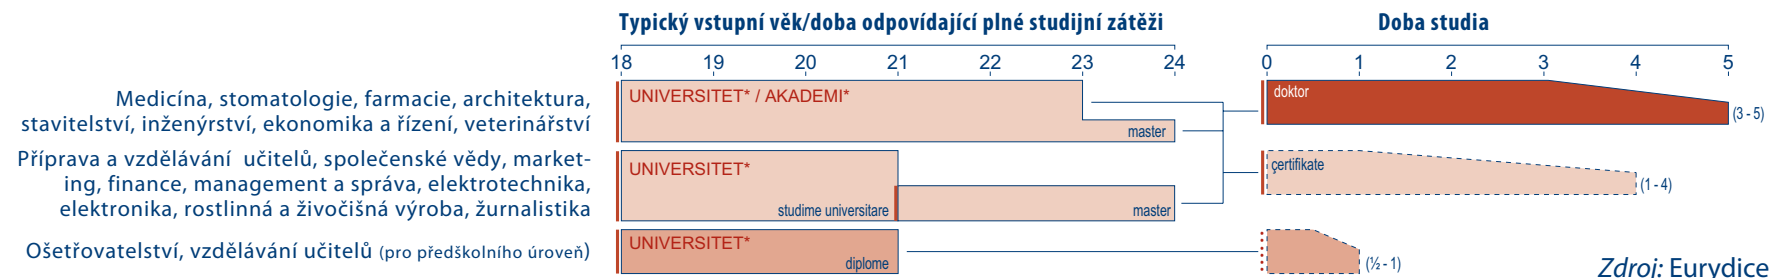 Typický vstupní věk/doba odpovídající plné studijní zátěži
Doba studia
18 19 20 21 22 23 24
0 1 2 3 4 5
Medicína, stomatologie, farmacie, architektura,
stavitelství, inženýrství, ekonomika a řízení, veterinářství
UNIVERSITET* / AKADEMI*
master
doktor
(3 - 5)
Příprava a vzdělávání učitelů, společenské vědy, market-
ing, finance, management a správa, elektrotechnika,
elektronika, rostlinná a živočišná výroba, žurnalistika
UNIVERSITET*
studime universitare
master
çertifikate
(1 - 4)
Ošetřovatelství, vzdělávání učitelů (pro předškolního úroveň)
UNIVERSITET*
diplome
(½ - 1)
Zdroj: Eurydice